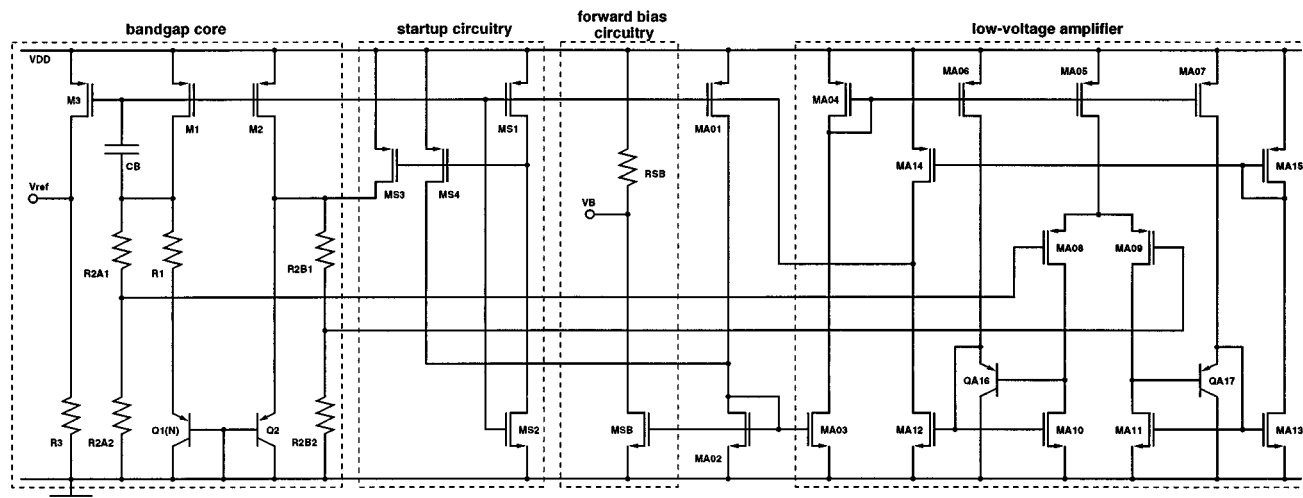 bandgap core
startup circuitry
forward bias
circuitry
low-voltage amplifier
VDD
M3
M1
M2
CB
Vref
R2A1
R1
R2B1
R3
R2A2
Q1(N)
Q2
R2B2
MS1
MS3
MS4
MS2
RSB
VB
MSB
MA01
MA02
MA04
MA06
MA05
MA07
MA14
MA15
MA08
MA09
QA16
QA17
MA03
MA12
MA10
MA11
MA13